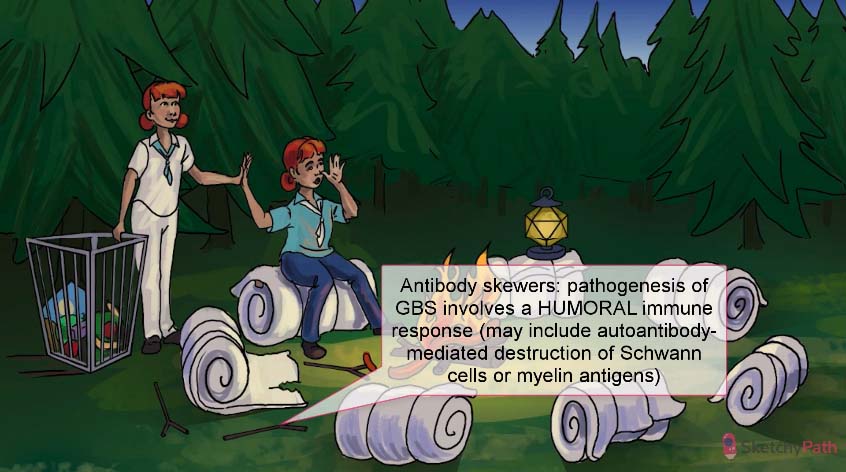 Antibody skewers: pathogenesis of
GBS involves a HUMORAL immune
response (may include autoantibody-
mediated destruction of Schwann
cells or myelin antigens)
SketchyPath